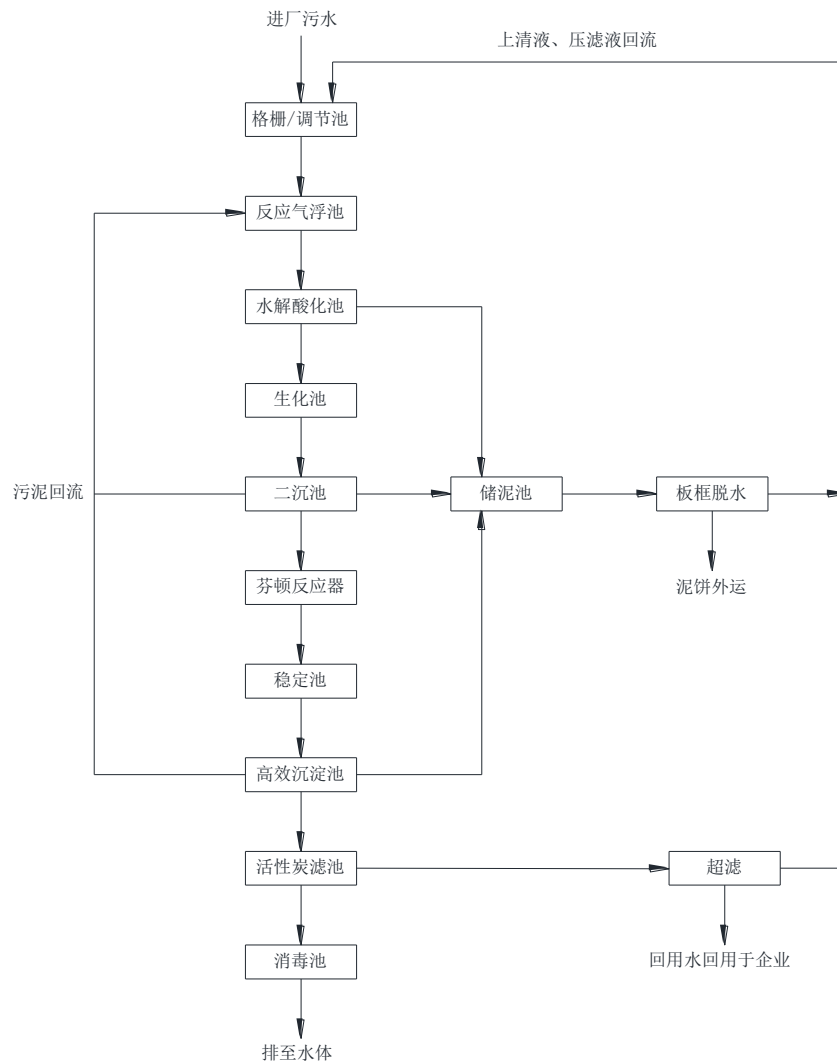 进厂污水
上清液、压滤液回流
格栅/调节池
反应气浮池
水解酸化池
生化池
污泥回流
二沉池
储泥池
板框脱水
芬顿反应器
泥饼外运
稳定池
高效沉淀池
活性炭滤池
超滤
消毒池
回用水回用于企业
排至水体